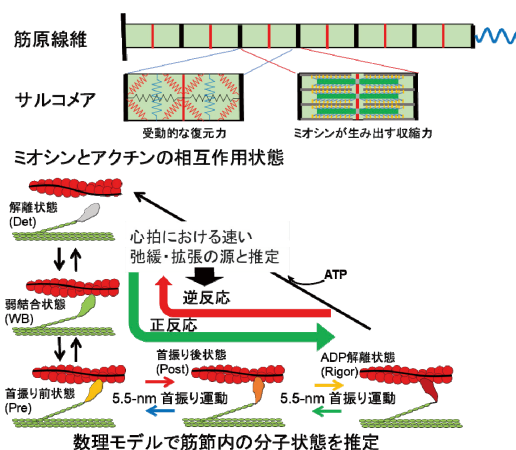 筋原線維
サルコメア
受動的な復元力
ミオシンが生み出す収縮力
ミオシンとアクチンの相互作用状態
解離状態
(Det)
心拍における速い
弛緩・拡張の源と推定
ATP
逆反応
正反応
弱結合状態
(WB)
首振り前状態
(Pre)
首振り後状態
(Post)
ADP解離状態
(Rigor)
5.5-nm 首振り運動
5.5-nm 首振り運動
数理モデルで筋節内の分子状態を推定